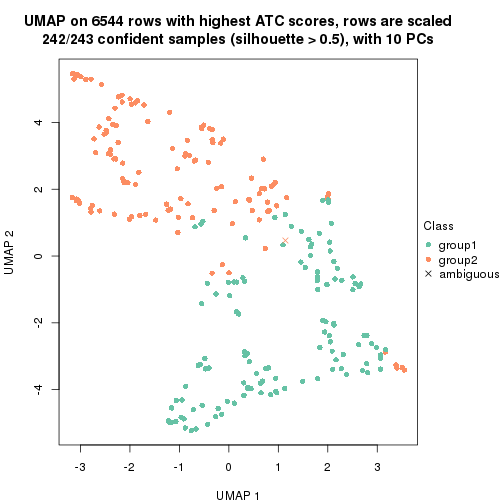 UMAP on 6544 rows with highest ATC scores, rows are scaled
242/243 confident samples (silhouette > 0.5), with 10 PCs
4
2
0
-2
-4
UMAP 2
-3
-2
-1
0
1
2
3
UMAP 1
Class
group1
group2
ambiguous